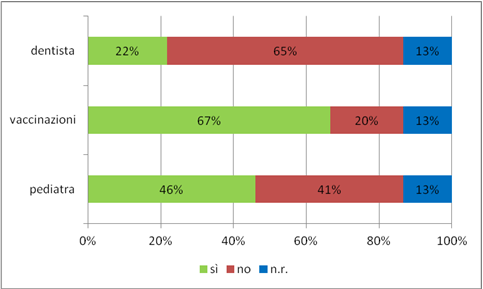 dentista 22% 65% 13%
vaccinazioni 67% 20% 13%
pediatra 46% 41% 13%
0% 20% 40% 60% 80% 100%
sì no n.r.